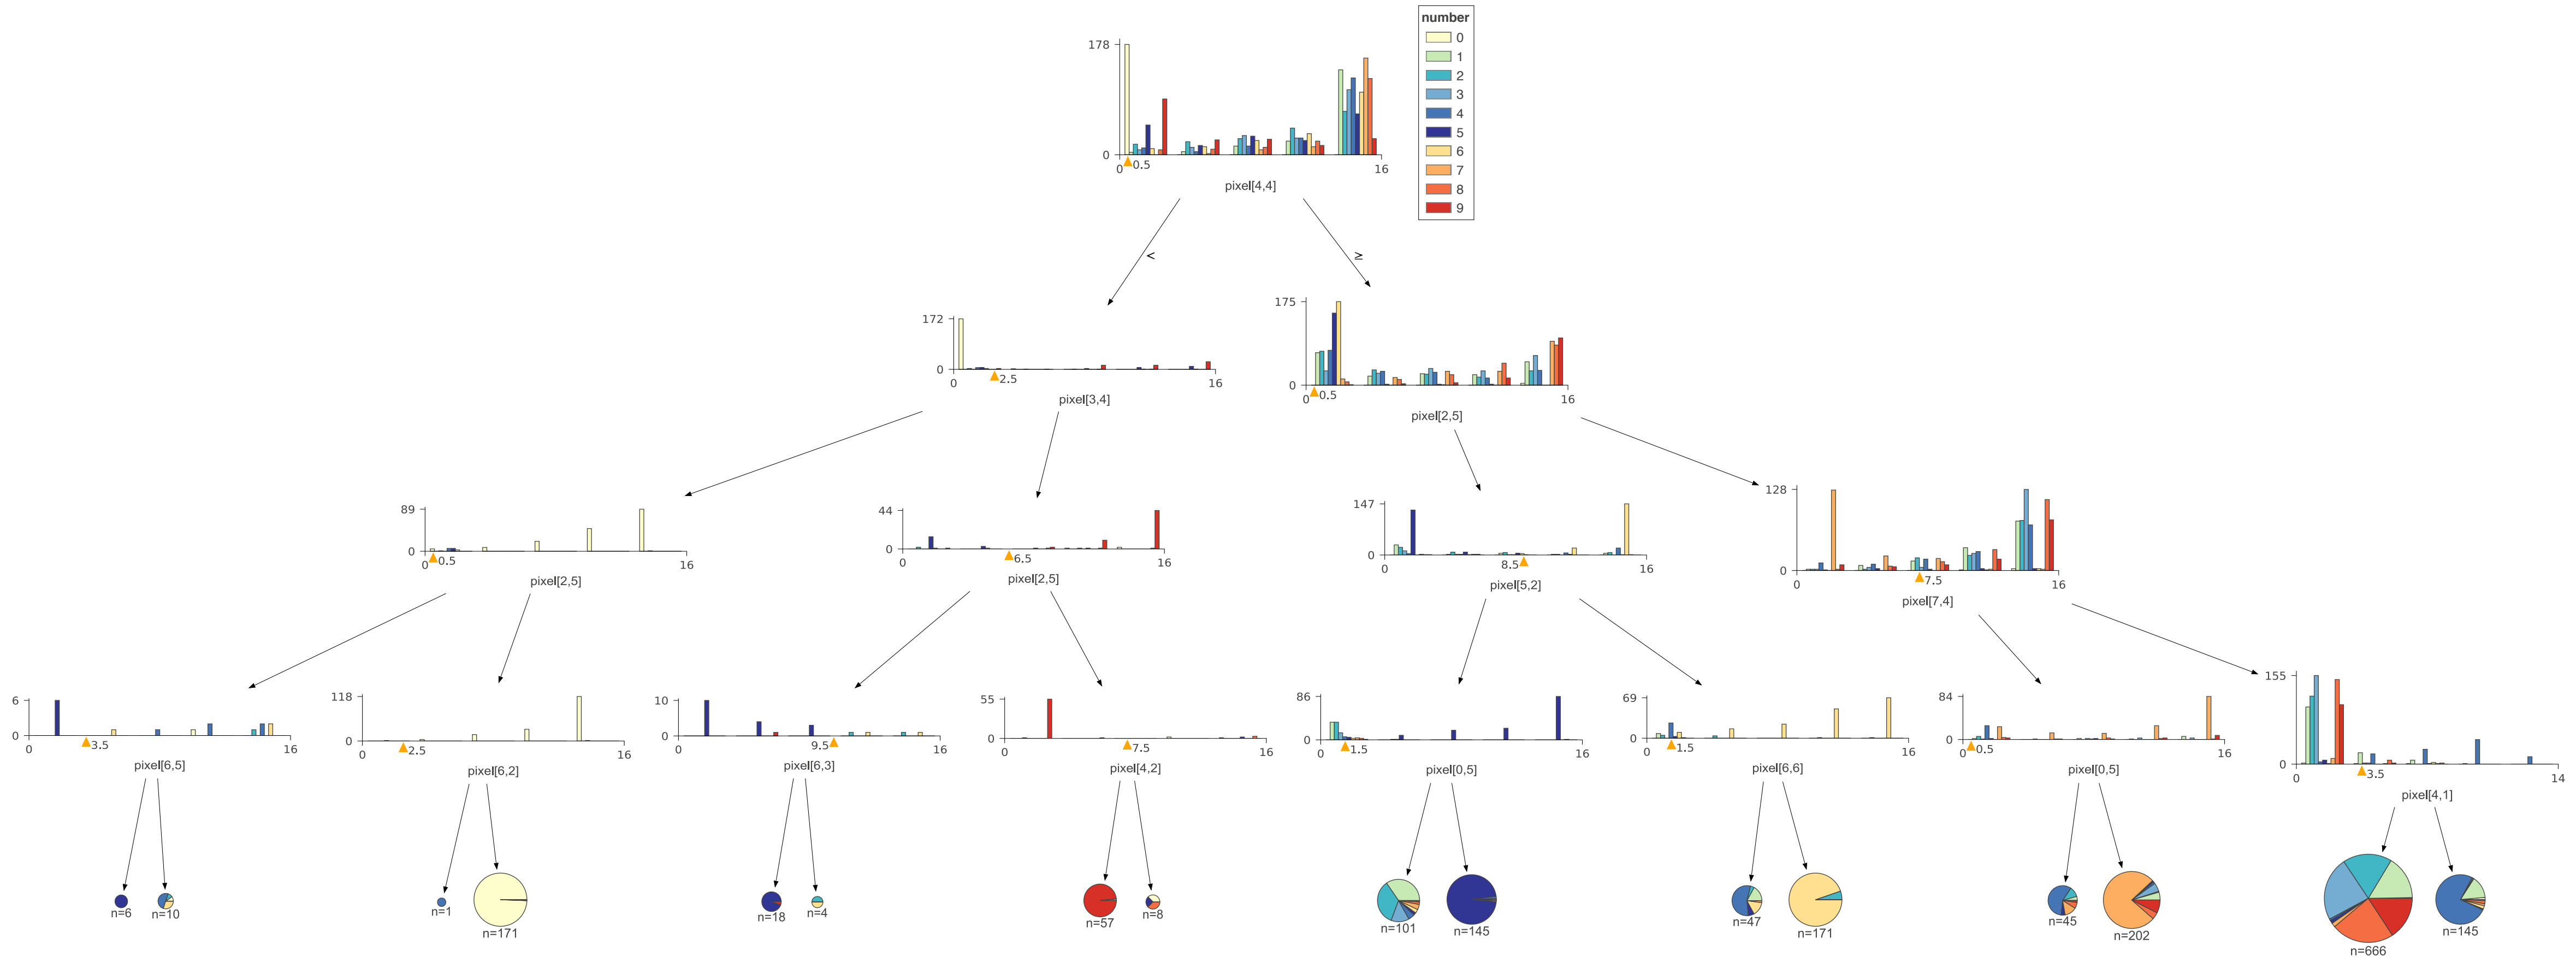 number
0
1
2
3
4
5
6
7
8
9
178
0
0 0.5 16
pixel[4,4]
<
≥
172
0
0 2.5 16
pixel[3,4]
175
0
0 0.5 16
pixel[2,5]
89
0
0 0.5 16
pixel[2,5]
44
0
0 6.5 16
pixel[2,5]
147
0
0 8.5 16
pixel[5,2]
128
0
0 7.5 16
pixel[7,4]
6
0
0 3.5 16
pixel[6,5]
118
0
0 2.5 16
pixel[6,2]
10
0
0 9.5 16
pixel[6,3]
55
0
0 7.5 16
pixel[4,2]
86
0
0 1.5 16
pixel[0,5]
69
0
0 1.5 16
pixel[6,6]
84
0
0 0.5 16
pixel[0,5]
155
0
0 3.5 14
pixel[4,1]
n=6
n=10
n=1
n=171
n=18
n=4
n=57
n=8
n=101
n=145
n=47
n=171
n=45
n=202
n=666
n=145